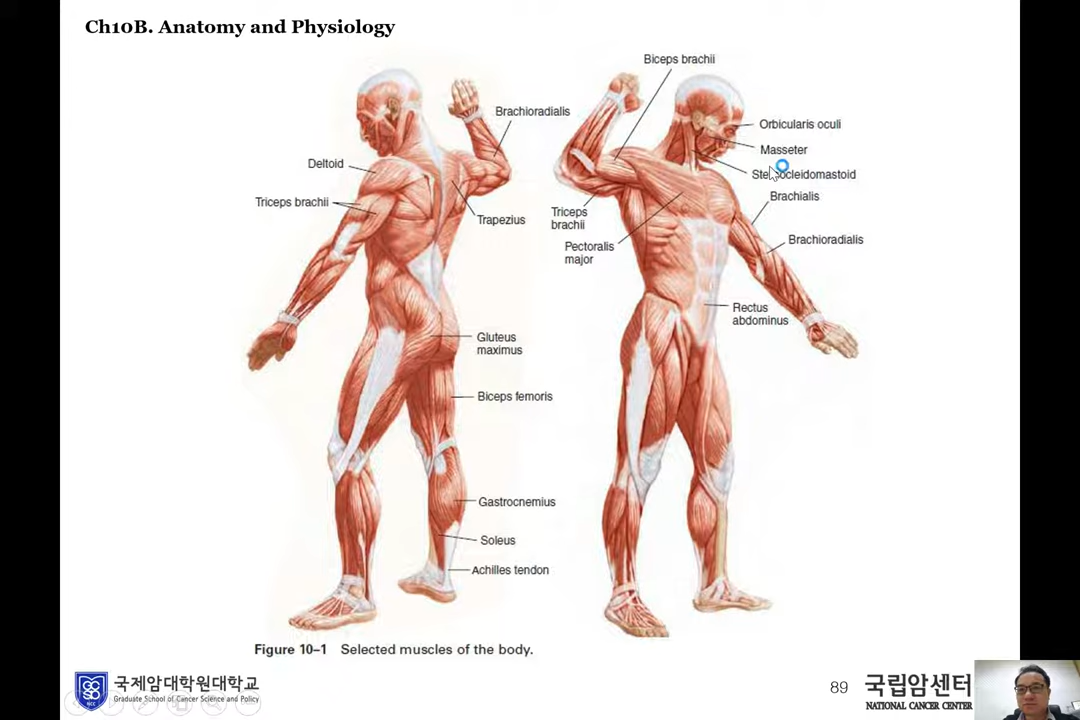 Ch10B. Anatomy and Physiology
Biceps brachii
Brachioradialis
Orbicularis oculi
Masseter
Deltoid
Sternocleidomastoid
Triceps brachii
Brachialis
Trapezius
Triceps
brachii
Pectoralis
major
Brachioradialis
Rectus
abdominus
Gluteus
maximus
Biceps femoris
Gastrocnemius
Soleus
Achilles tendon
Figure 10–1 Selected muscles of the body.
국제암대학원대학교
Graduate School of Cancer Science and Policy
89
국립암센터
NATIONAL CANCER CENTER